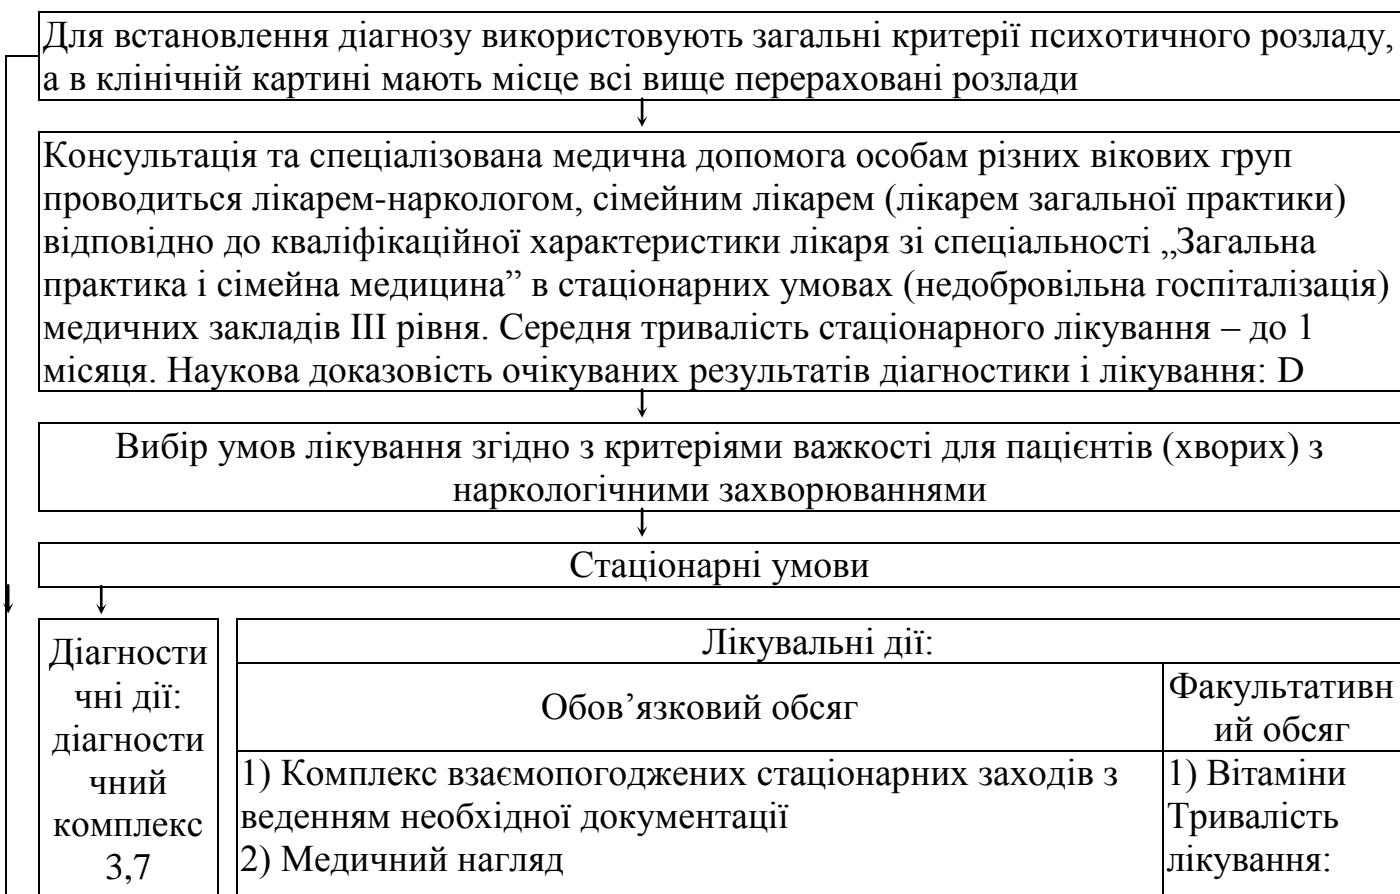 Для встановлення діагнозу використовують загальні критерії психотичного розладу,
а в клінічній картині мають місце всі вище перераховані розлади
Консультація та спеціалізована медична допомога особам різних вікових груп
проводиться лікарем-наркологом, сімейним лікарем (лікарем загальної практики)
відповідно до кваліфікаційної характеристики лікаря зі спеціальності „Загальна
практика і сімейна медицина” в стаціонарних умовах (недобровільна госпіталізація)
медичних закладів III рівня. Середня тривалість стаціонарного лікування – до 1
місяця. Наукова доказовість очікуваних результатів діагностики і лікування: D
Вибір умов лікування згідно з критеріями важкості для пацієнтів (хворих) з
наркологічними захворюваннями
Стаціонарні умови
Діагности
чні дії:
діагности
чний
комплекс
3,7
Лікувальні дії:
Обов’язковий обсяг
1) Комплекс взаємопогоджених стаціонарних заходів з
веденням необхідної документації
2) Медичний нагляд
Факультативн
ий обсяг
1) Вітаміни
Тривалість
лікування: